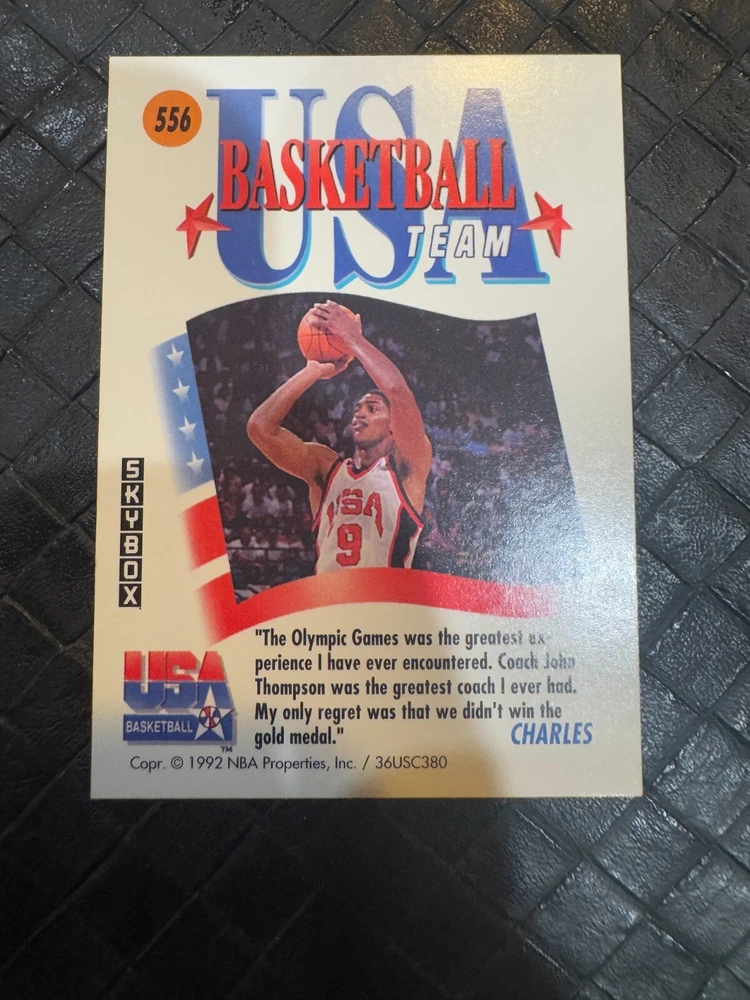 556
USA
BASKETBALL
TEAM
USA
9
SKYBOX
"The Olympic Games was the greatest ex-
perience I have ever encountered. Coach John
Thompson was the greatest coach I ever had.
My only regret was that we didn't win the
gold medal."
CHARLES
USA
BASKETBALL
TM
Copr. © 1992 NBA Properties, Inc. / 36USC380